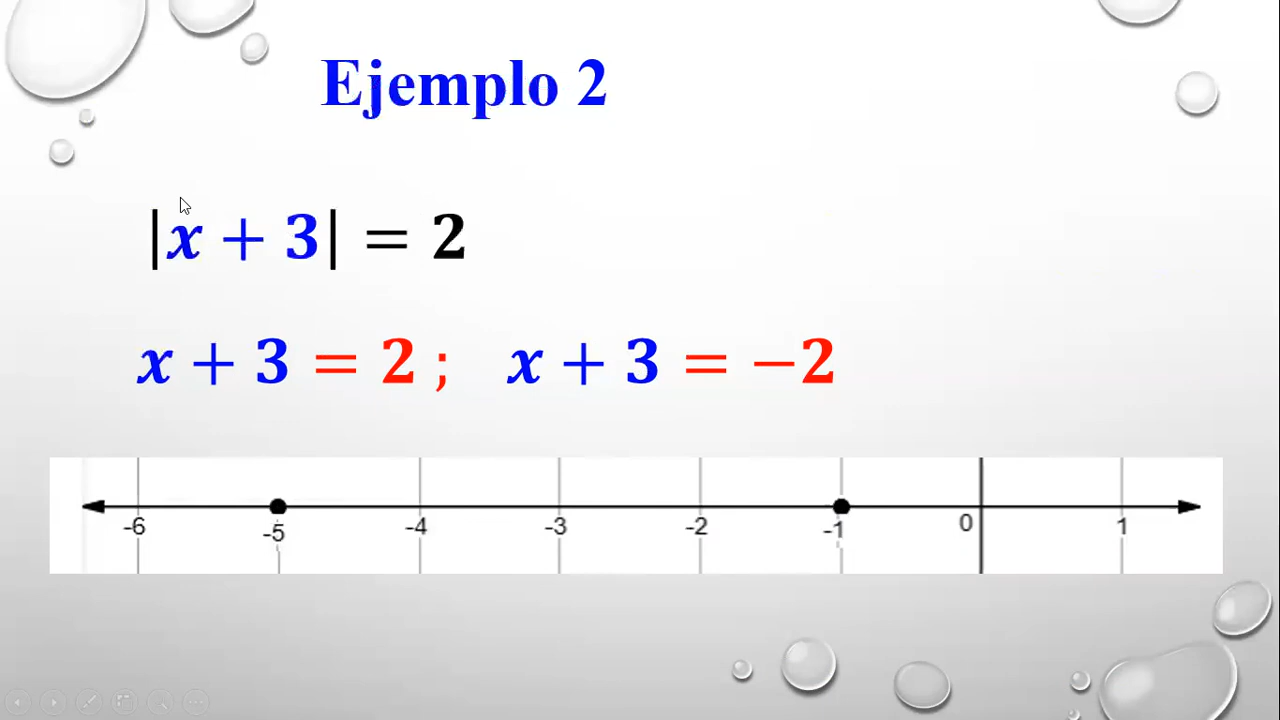 Ejemplo 2
|x + 3| = 2
x + 3 = 2 ; x + 3 = −2
-6 -5 -4 -3 -2 -1 0 1